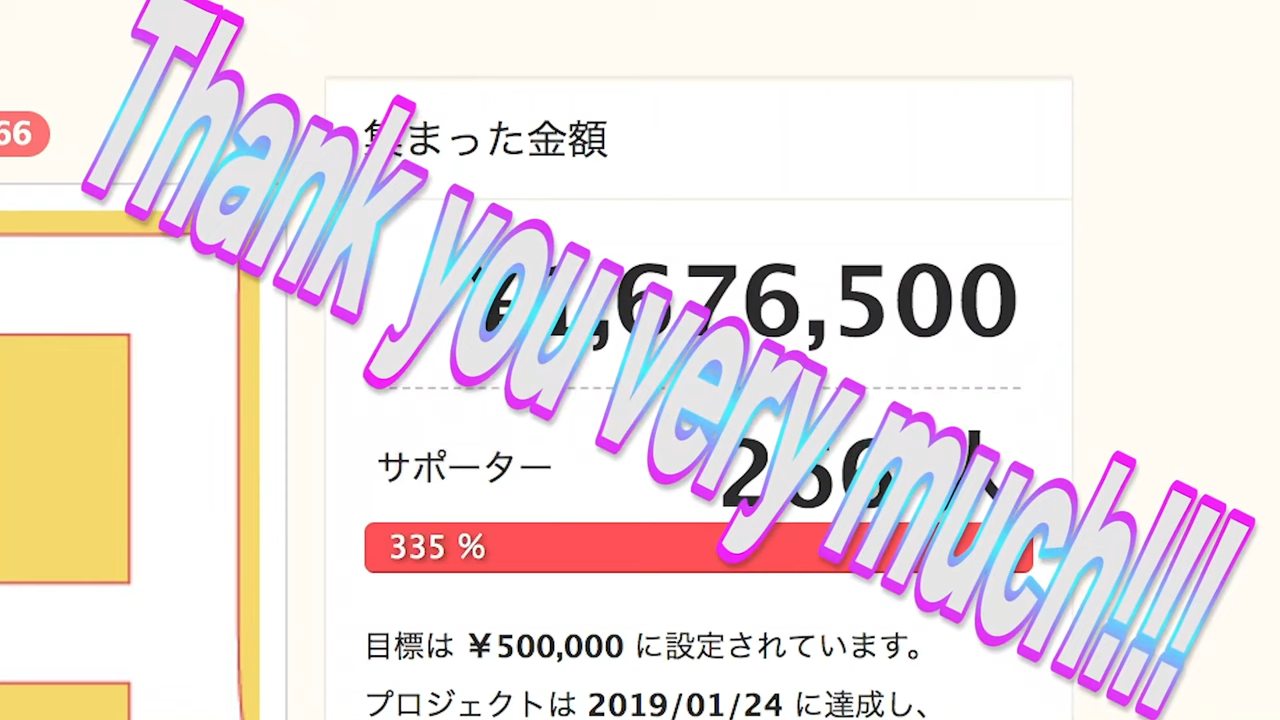 Thank you very much!!!
66
集まった金額
¥1,676,500
サポーター
335 %
目標は ¥500,000 に設定されています。
プロジェクトは 2019/01/24 に達成し、